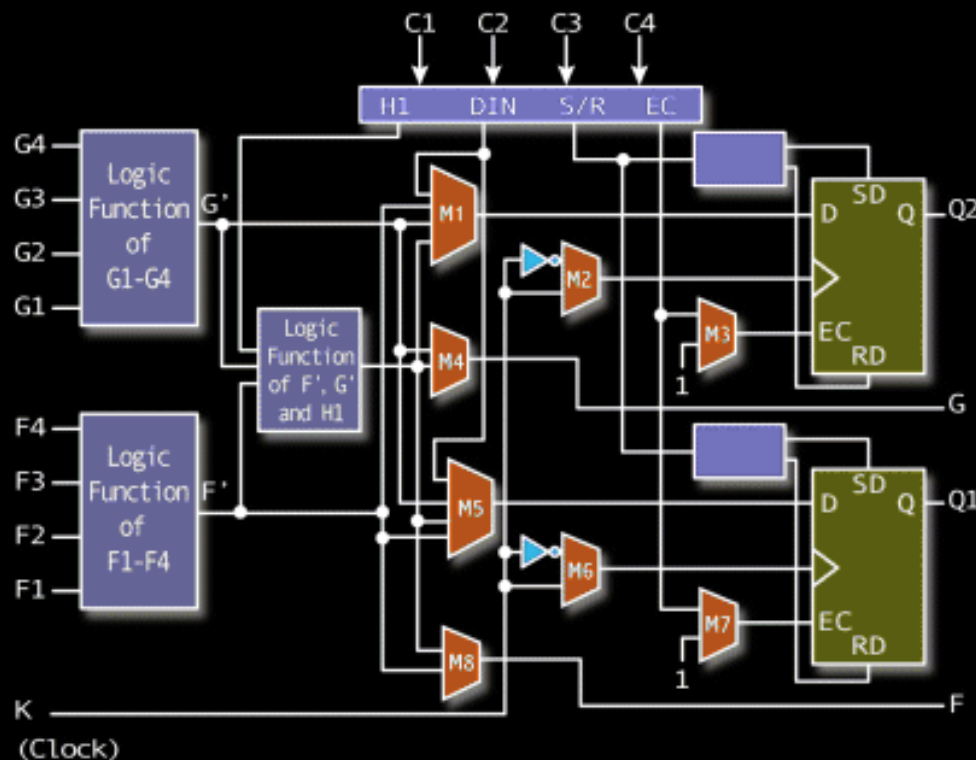 C1 C2 C3 C4
H1 DIN S/R EC
G4
G3
G2
G1
Logic
Function
of
G1-G4
G'
M1
SD
D Q
Q2
M2
M3
EC
RD
1
Logic
Function
of F', G'
and H1
M4
G
F4
F3
F2
F1
Logic
Function
of
F1-F4
F'
M5
SD
D Q
Q1
M6
M7
EC
RD
1
M8
F
K
(Clock)